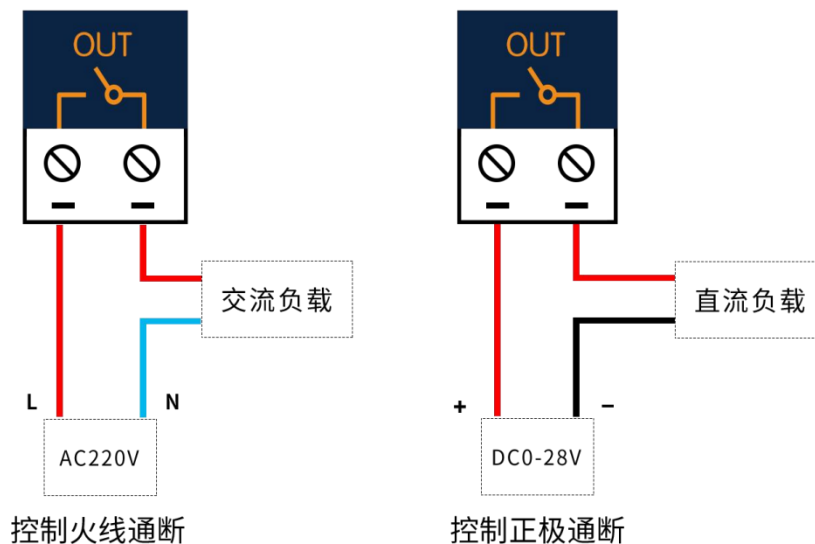 OUT
交流负载
L
N
AC220V
控制火线通断
OUT
直流负载
+
−
DC0-28V
控制正极通断